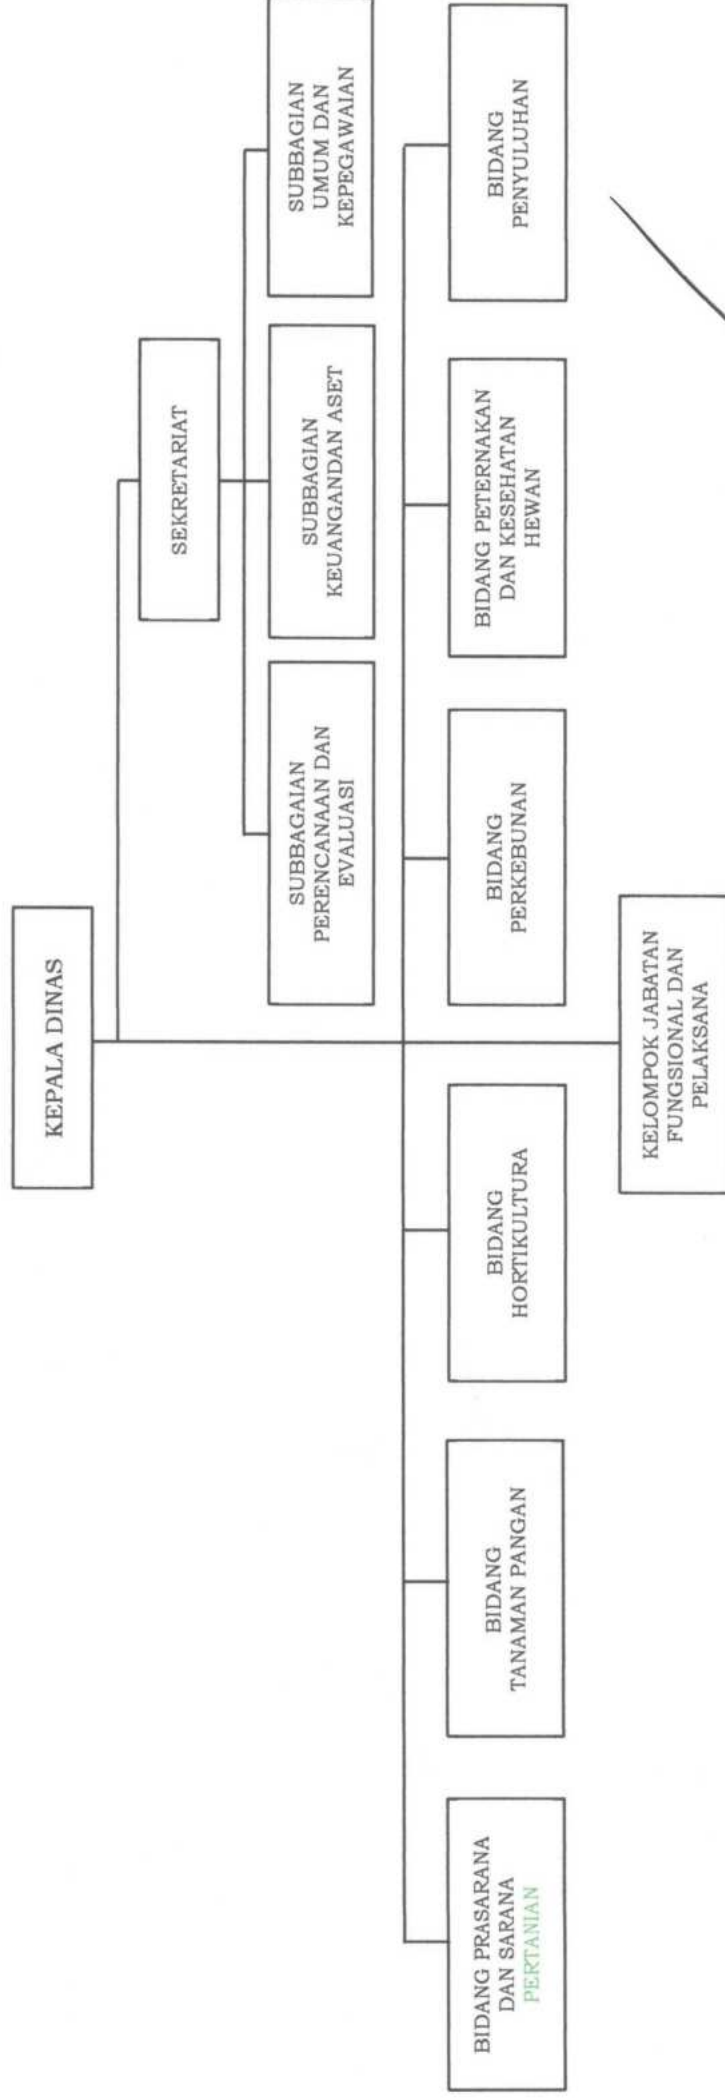 KEPALA DINAS
SEKRETARIAT
SUBBAGAIAN
PERENCANAAN DAN
EVALUASI
SUBBAGIAN
KEUANGANDAN ASET
SUBBAGIAN
UMUM DAN
KEPEGAWAIAN
BIDANG PRASARANA
DAN SARANA
PERTANIAN
BIDANG
TANAMAN PANGAN
BIDANG
HORTIKULTURA
BIDANG
PERKEBUNAN
BIDANG PETERNAKAN
DAN KESEHATAN
HEWAN
BIDANG
PENYULUHAN
KELOMPOK JABATAN
FUNGSIONAL DAN
PELAKSANA